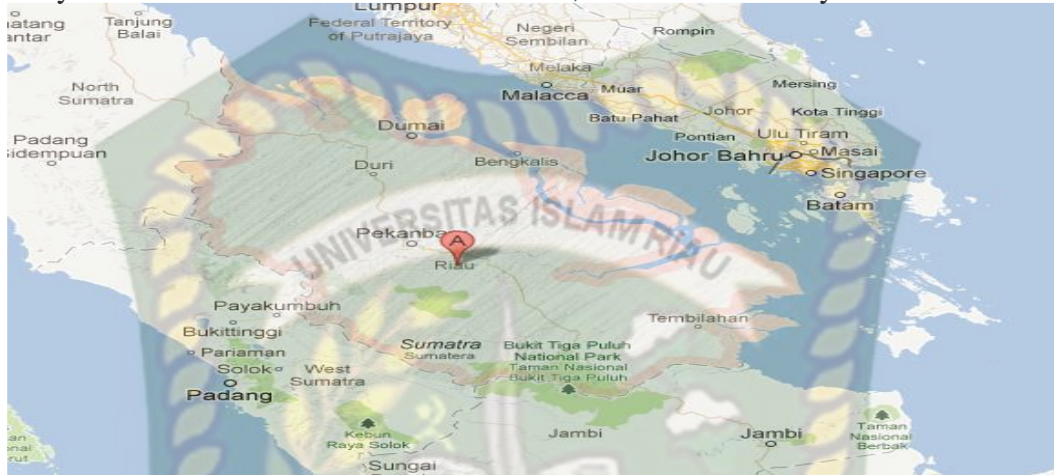 Lumpur
Federal Territory
of Putrajaya
Tanjung
Balai
Negeri
Sembilan
Rompin
North
Sumatra
Melaka
Malacca
Muar
Mersing
Batu Pahat
Johor
Kota Tinggi
Padang
Sidempuan
Dumai
Pontian
Ulu Tiram
Johor Bahru
Masai
Singapore
Duri
Bengkalis
Batam
UNIVERSITAS ISLAM RIAU
A
Riau
Payakumbuh
Bukittinggi
Pariaman
Solok
West
Sumatra
Padang
Sumatra
Sumatera
Bukit Tiga Puluh
National Park
Taman Nasional
Bukit Tiga Puluh
Tembilahan
Kebun
Raya Solok
Jambi
Jambi
Taman
Nasional
Berbak
Sungai